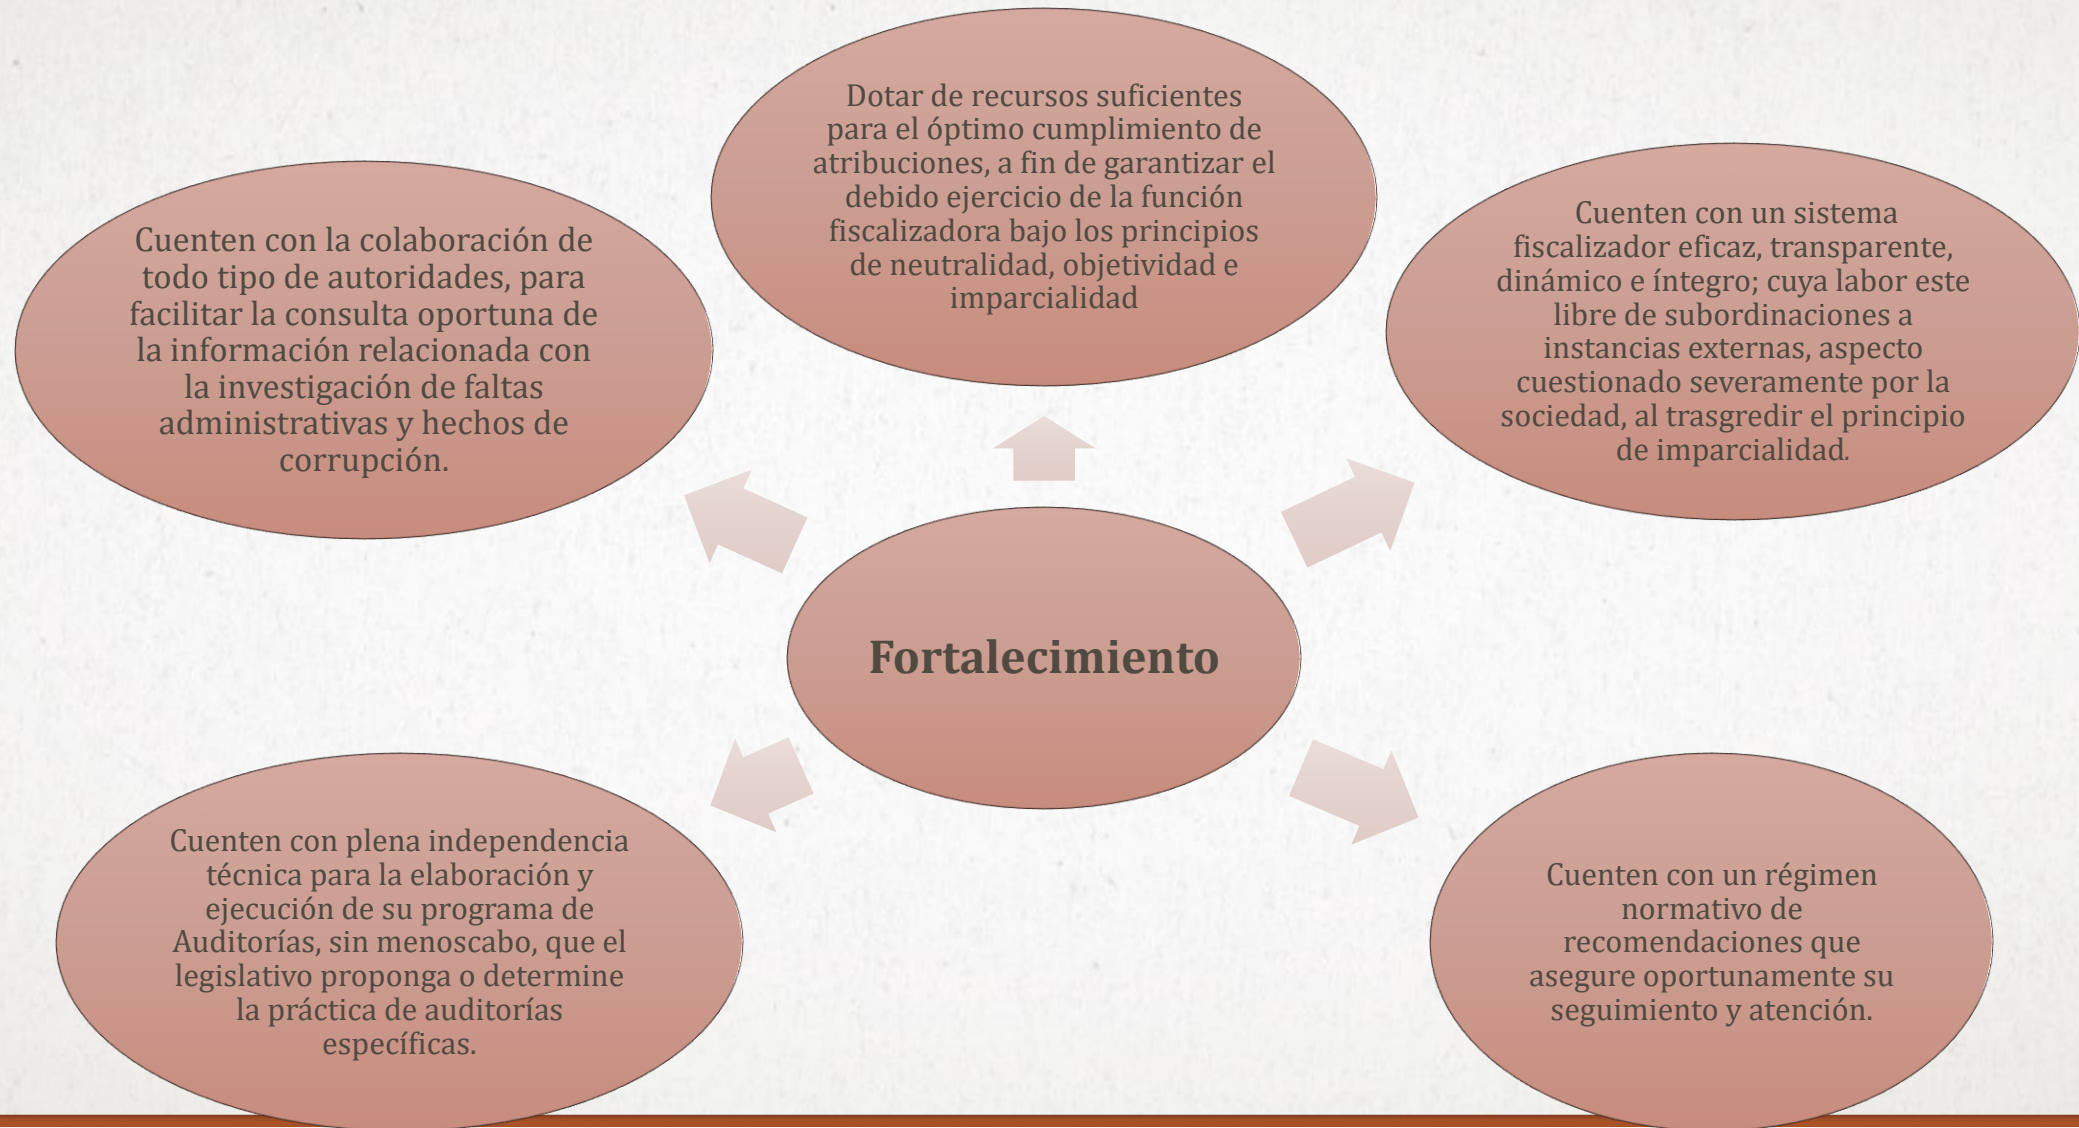 Dotar de recursos suficientes
para el óptimo cumplimiento de
atribuciones, a fin de garantizar el
debido ejercicio de la función
fiscalizadora bajo los principios
de neutralidad, objetividad e
imparcialidad
Cuenten con la colaboración de
todo tipo de autoridades, para
facilitar la consulta oportuna de
la información relacionada con
la investigación de faltas
administrativas y hechos de
corrupción.
Cuenten con un sistema
fiscalizador eficaz, transparente,
dinámico e íntegro; cuya labor este
libre de subordinaciones a
instancias externas, aspecto
cuestionado severamente por la
sociedad, al trasgredir el principio
de imparcialidad.
Fortalecimiento
Cuenten con plena independencia
técnica para la elaboración y
ejecución de su programa de
Auditorías, sin menoscabo, que el
legislativo proponga o determine
la práctica de auditorías
específicas.
Cuenten con un régimen
normativo de
recomendaciones que
asegure oportunamente su
seguimiento y atención.